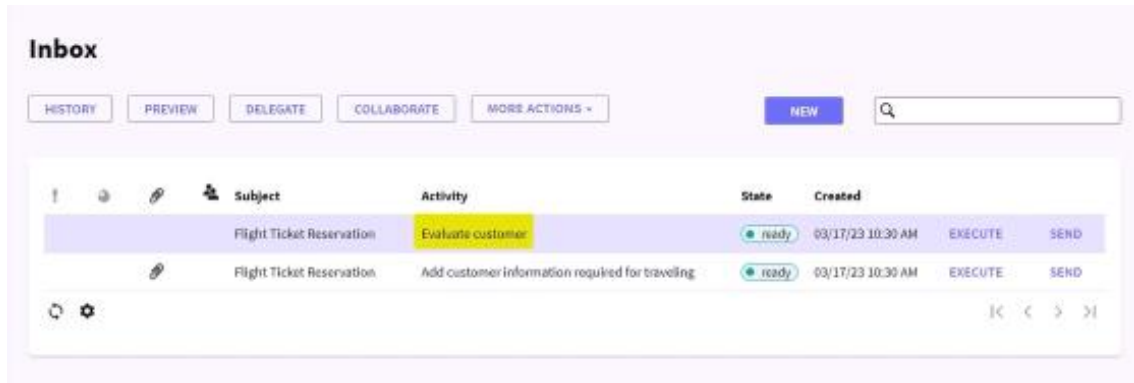 Inbox
HISTORY PREVIEW DELEGATE COLLABORATE MORE ACTIONS NEW
Subject Activity State Created
Flight Ticket Reservation Evaluate customer ready 03/17/23 10:30 AM EXECUTE SEND
Flight Ticket Reservation Add customer information required for traveling ready 03/17/23 10:30 AM EXECUTE SEND